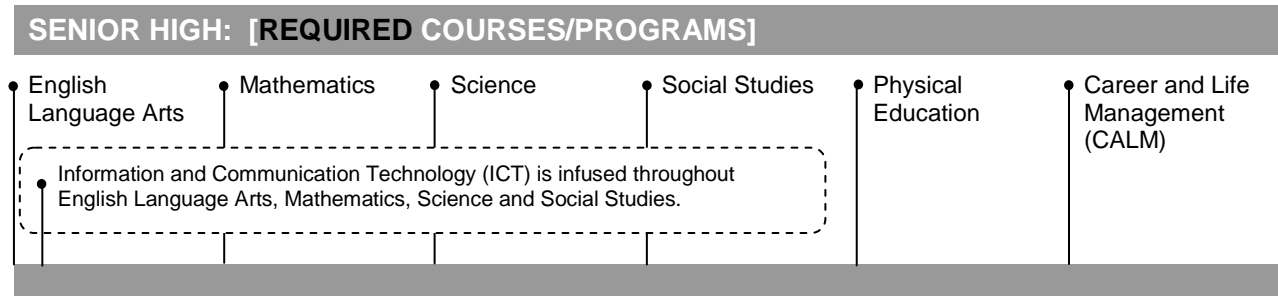 SENIOR HIGH: [REQUIRED COURSES/PROGRAMS]
English
Language Arts
Mathematics
Science
Social Studies
Physical
Education
Career and Life
Management
(CALM)
Information and Communication Technology (ICT) is infused throughout
English Language Arts, Mathematics, Science and Social Studies.